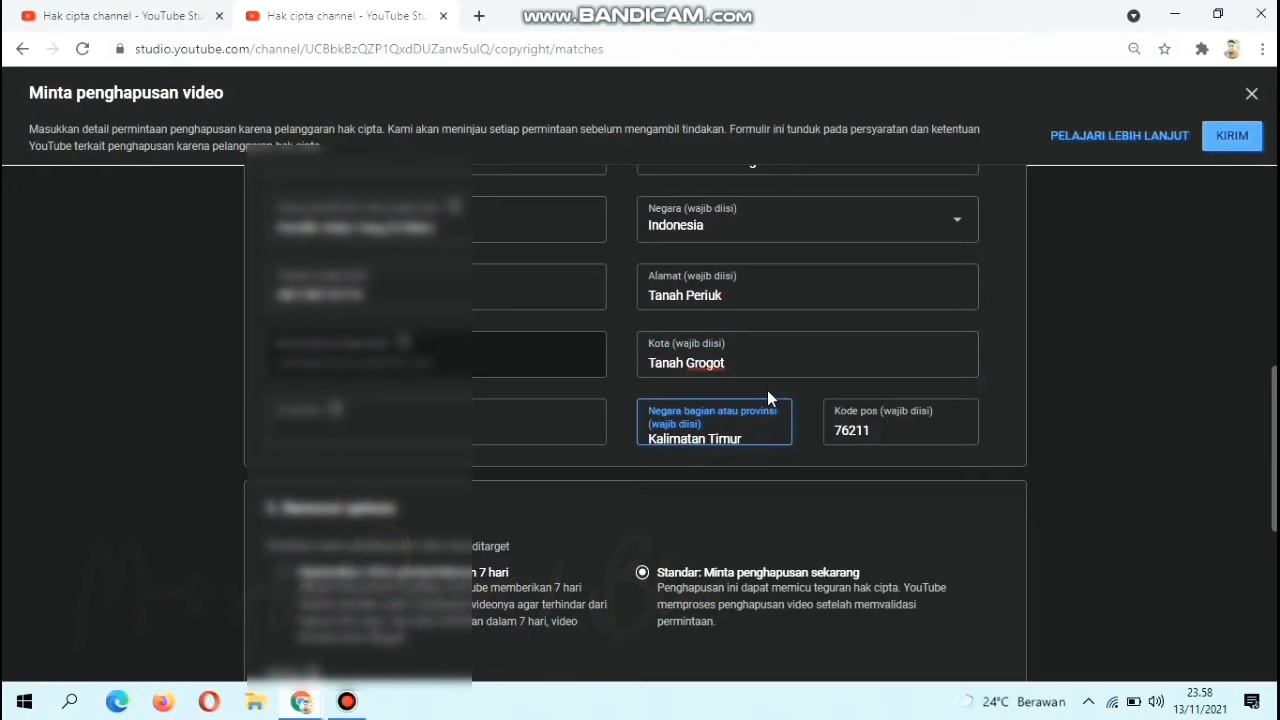 Hak cipta channel - YouTube Stu
Hak cipta channel - YouTube Stu
www.BANDICAM.com
studio.youtube.com/channel/UCBbkBzQZP1QxdDUZanw5ulQ/copyright/matches
Minta penghapusan video
Masukkan detail permintaan penghapusan karena pelanggaran hak cipta. Kami akan meninjau setiap permintaan sebelum mengambil tindakan. Formulir ini tunduk pada persyaratan dan ketentuan
YouTube terkait penghapusan karena pelanggaran hak cipta.
PELAJARI LEBIH LANJUT
KIRIM
Negara (wajib diisi)
Indonesia
Alamat (wajib diisi)
Tanah Periuk
Kota (wajib diisi)
Tanah Grogot
Negara bagian atau provinsi
(wajib diisi)
Kalimatan Timur
Kode pos (wajib diisi)
76211
ditarget
7 hari
YouTube memberikan 7 hari
videonya agar terhindar dari
dalam 7 hari, video
Standar: Minta penghapusan sekarang
Penghapusan ini dapat memicu teguran hak cipta. YouTube
memproses penghapusan video setelah memvalidasi
permintaan.
24°C Berawan
23.58
13/11/2021